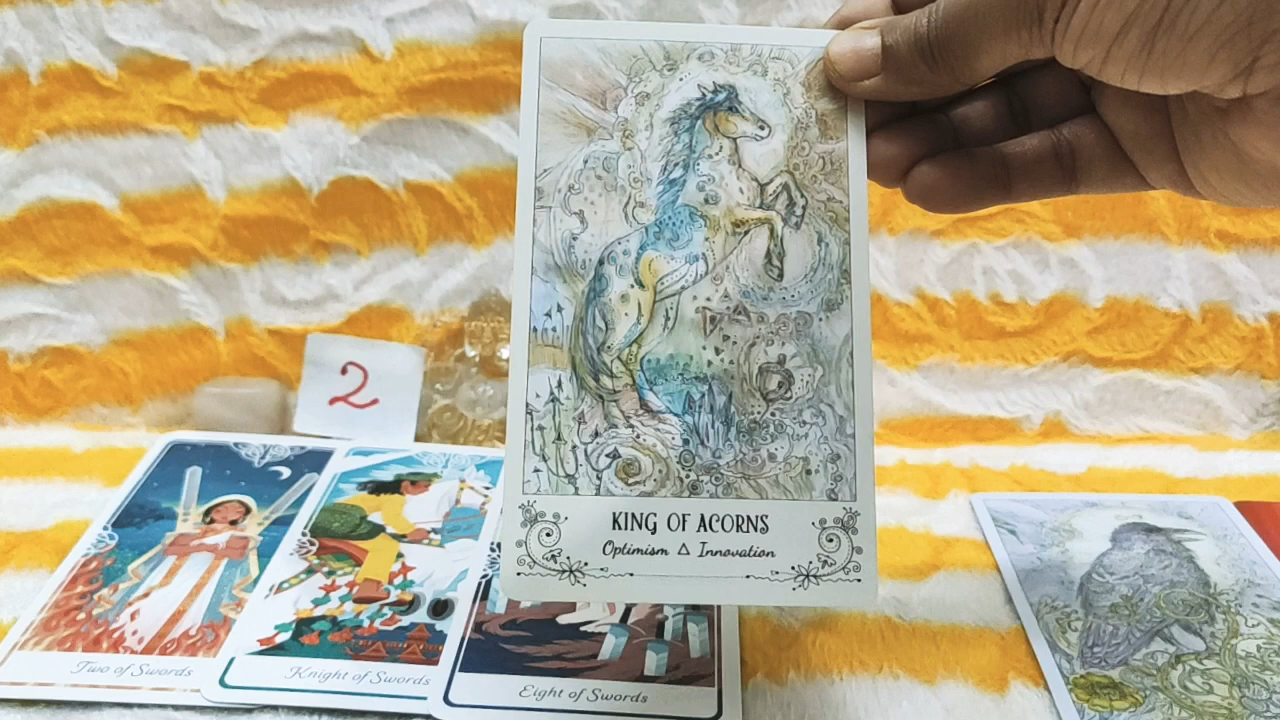 2
KING OF ACORNS
Optimism △ Innovation
Two of Swords
Knight of Swords
Eight of Swords